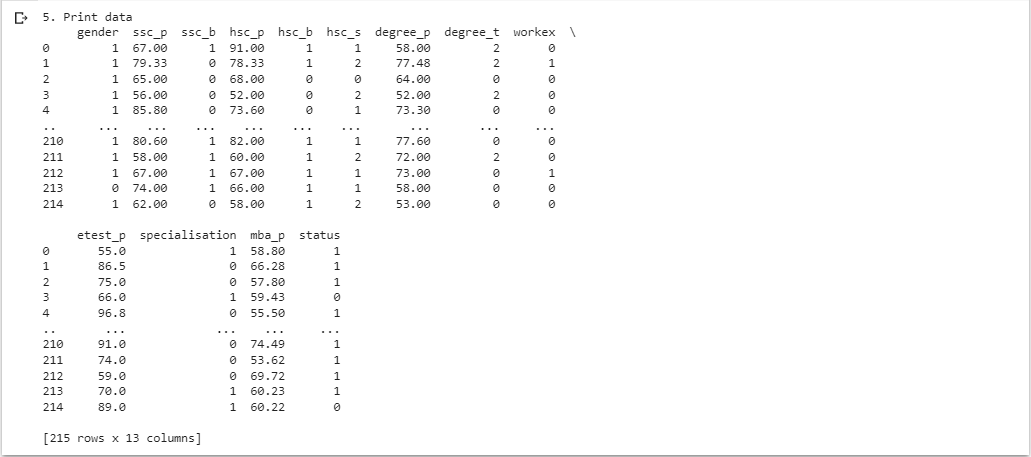 5. Print data
gender ssc_p ssc_b hsc_p hsc_b hsc_s degree_p degree_t workex \
0 1 67.00 1 91.00 1 1 58.00 2 0
1 1 79.33 0 78.33 1 2 77.48 2 1
2 1 65.00 0 68.00 0 0 64.00 0 0
3 1 56.00 0 52.00 0 2 52.00 2 0
4 1 85.80 0 73.60 0 1 73.30 0 0
.. ... ... ... ... ... ... ... ... ...
210 1 80.60 1 82.00 1 1 77.60 0 0
211 1 58.00 1 60.00 1 2 72.00 2 0
212 1 67.00 1 67.00 1 1 73.00 0 1
213 0 74.00 1 66.00 1 1 58.00 0 0
214 1 62.00 0 58.00 1 2 53.00 0 0
etest_p specialisation mba_p status
0 55.0 1 58.80 1
1 86.5 0 66.28 1
2 75.0 0 57.80 1
3 66.0 1 59.43 0
4 96.8 0 55.50 1
.. ... ... ... ...
210 91.0 0 74.49 1
211 74.0 0 53.62 1
212 59.0 0 69.72 1
213 70.0 1 60.23 1
214 89.0 1 60.22 0
[215 rows x 13 columns]